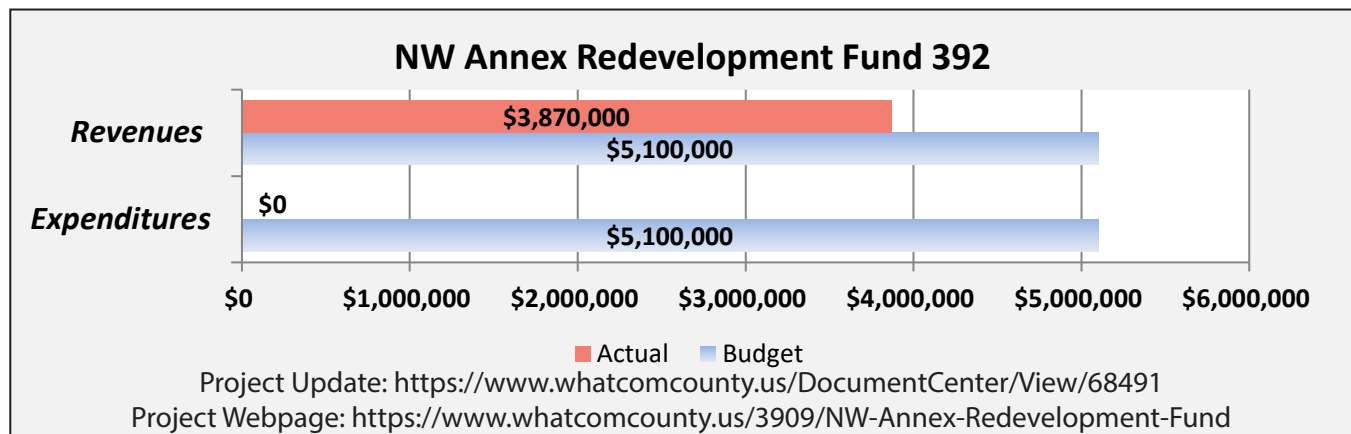 NW Annex Redevelopment Fund 392
Revenues
$3,870,000
$5,100,000
Expenditures
$0
$5,100,000
$0 $1,000,000 $2,000,000 $3,000,000 $4,000,000 $5,000,000 $6,000,000
Actual Budget
Project Update: https://www.whatcomcounty.us/DocumentCenter/View/68491
Project Webpage: https://www.whatcomcounty.us/3909/NW-Annex-Redevelopment-Fund